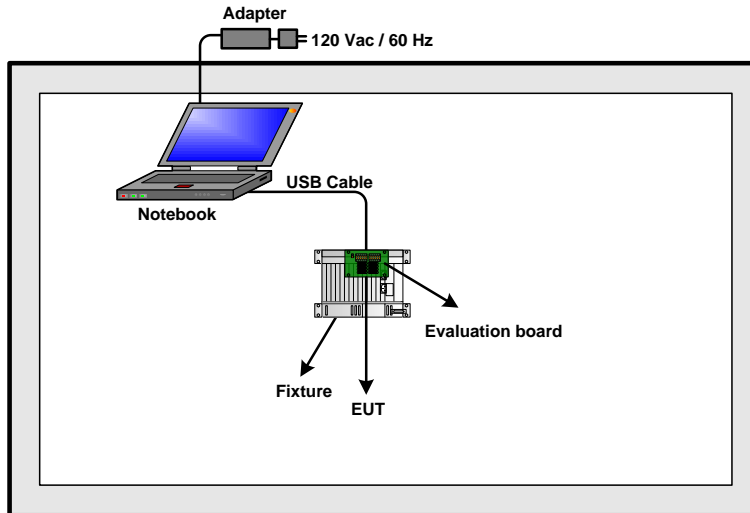 Adapter
120 Vac / 60 Hz
USB Cable
Notebook
Evaluation board
Fixture
EUT